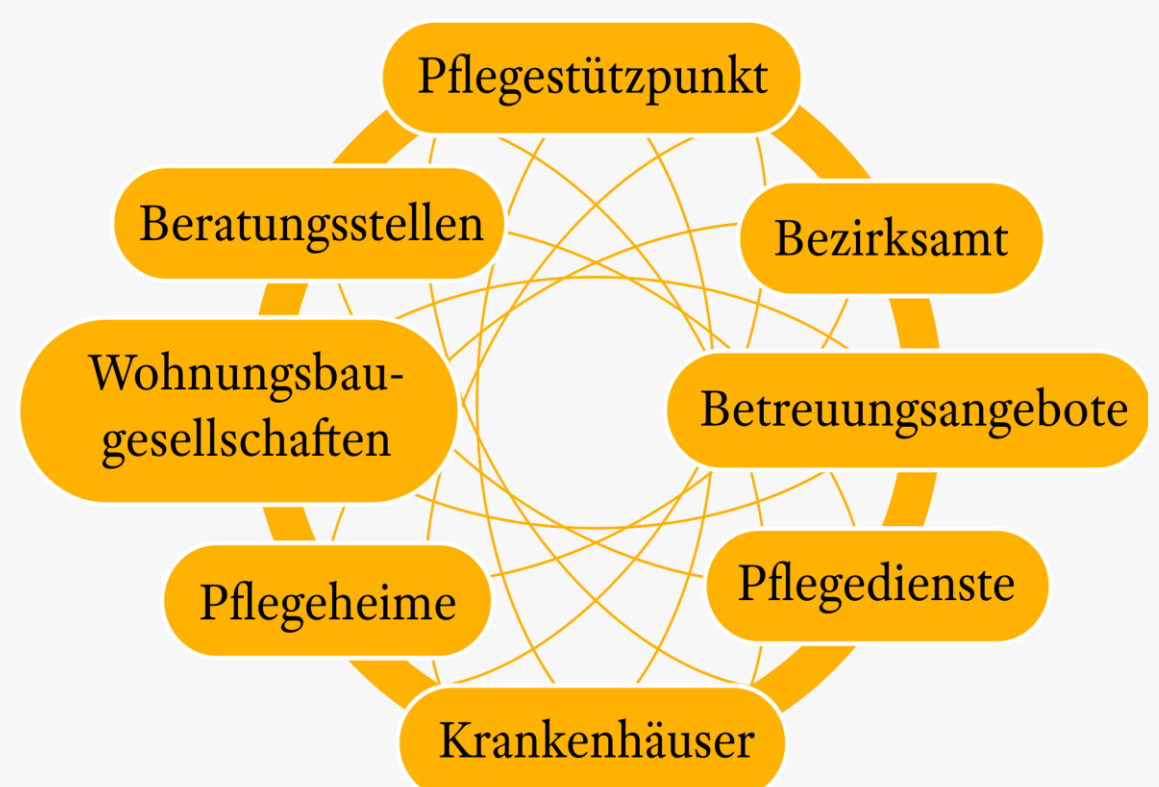 Pflegestützpunkt
Beratungsstellen
Bezirksamt
Wohnungsbau-
gesellschaften
Betreuungsangebote
Pflegeheime
Pflegedienste
Krankenhäuser